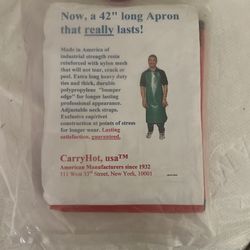 Now, a 42" long Apron
that really lasts!
Made in America of
industrial strength resin
reinforced with nylon mesh
that will not tear, crack or
peel. Extra long heavy duty
ties and thick, durable
polypropylene "bumper
edge" for longer lasting
professional appearance.
Adjustable neck straps.
Exclusive capirivet
construction at points of stress
for longer wear. Lasting
satisfaction, guaranteed.
CarryHot, usa™
American Manufacturers since 1932
111 West 33rd Street, New York, 10001